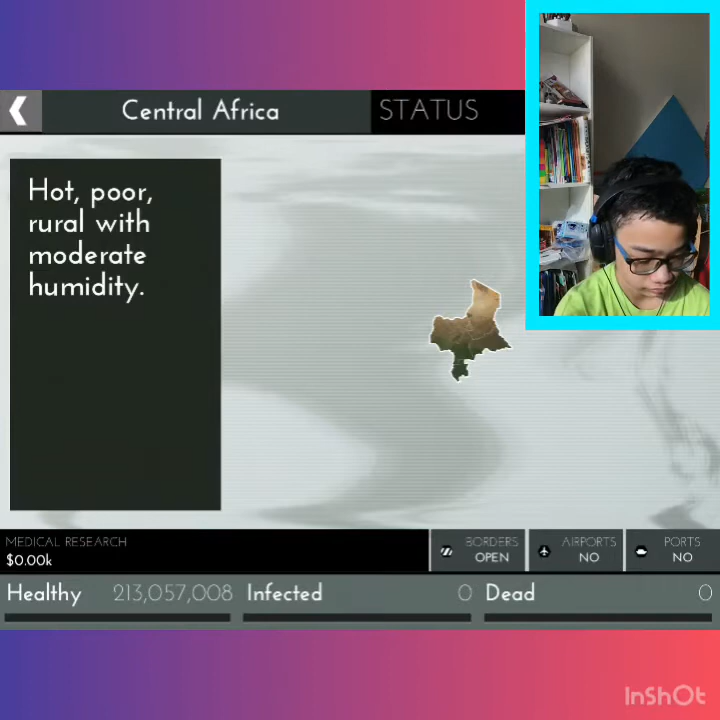 Central Africa
STATUS
Hot, poor,
rural with
moderate
humidity.
MEDICAL RESEARCH
$0.00k
BORDERS
OPEN
AIRPORTS
NO
PORTS
NO
Healthy 213,057,008
Infected 0
Dead 0
InShOt